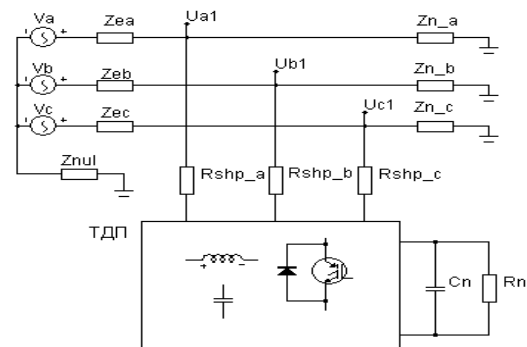 Va Zea Ua1 Zn_a
Vb Zeb Ub1 Zn_b
Vc Zec Uc1 Zn_c
Znul
Rshp_a Rshp_b Rshp_c
ТДП
Cn Rn